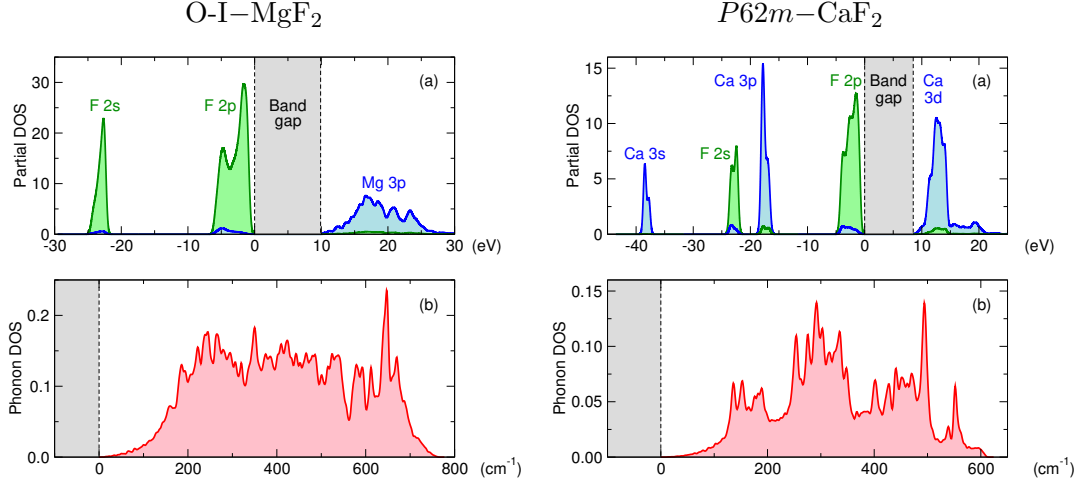 O-I−MgF₂
P62m−CaF₂
Partial DOS
35
30
20
10
0
(a)
F 2s
F 2p
Band
gap
Mg 3p
-30 -20 -10 0 10 20 30 (eV)
Partial DOS
15
10
5
0
(a)
Ca 3p
F 2p
Band
gap
Ca
3d
Ca 3s
F 2s
-40 -30 -20 -10 0 10 20 (eV)
Phonon DOS
0.2
0.1
0.0
(b)
0 200 400 600 800 (cm⁻¹)
Phonon DOS
0.15
0.10
0.05
0.00
(b)
0 200 400 600 (cm⁻¹)